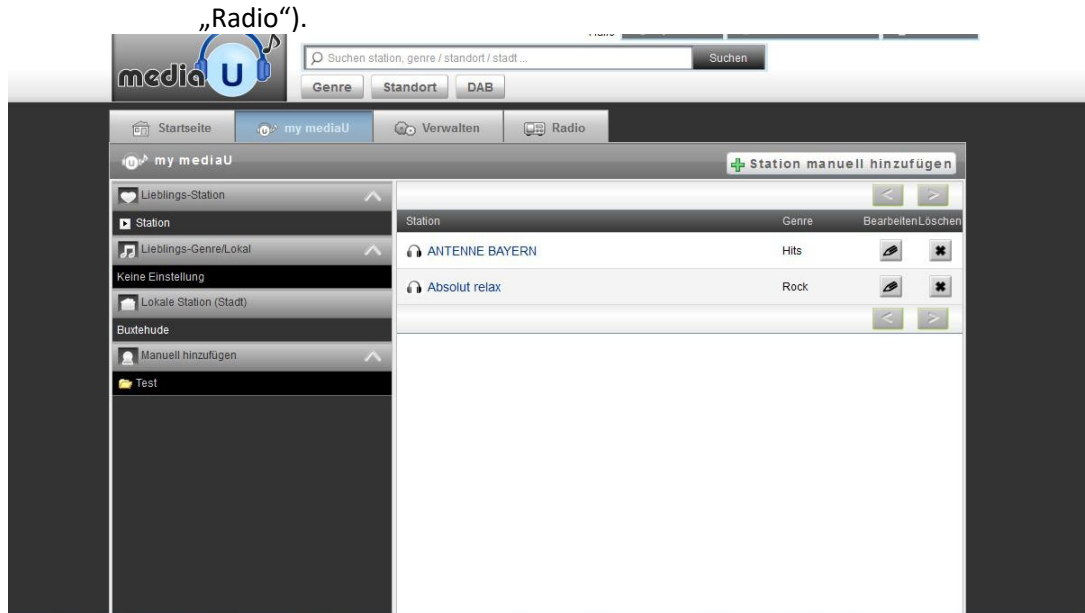 „Radio“).
media U
Suchen station, genre / standort / stadt ...
Suchen
Genre
Standort
DAB
Startseite
my mediaU
Verwalten
Radio
my mediaU
Station manuell hinzufügen
Lieblings-Station
<
>
Station
Station
Genre
Bearbeiten
Löschen
Lieblings-Genre/Lokal
ANTENNE BAYERN
Hits
Keine Einstellung
Absolut relax
Rock
Lokale Station (Stadt)
Buxtehude
<
>
Manuell hinzufügen
Test